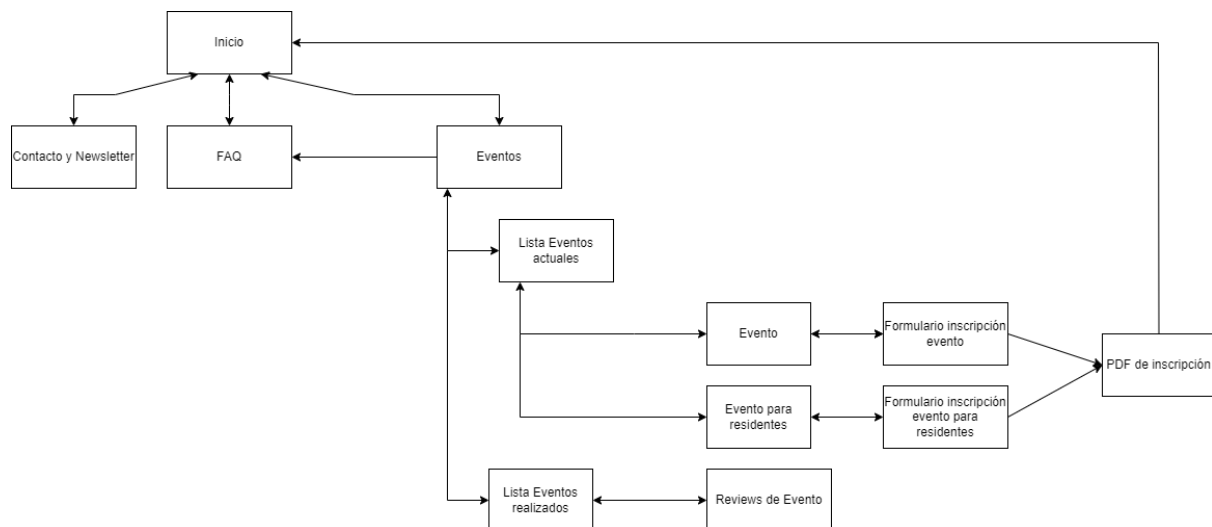 Inicio
Contacto y Newsletter
FAQ
Eventos
Lista Eventos
actuales
Evento
Formulario inscripción
evento
PDF de inscripción
Evento para
residentes
Formulario inscripción
evento para
residentes
Lista Eventos
realizados
Reviews de Evento